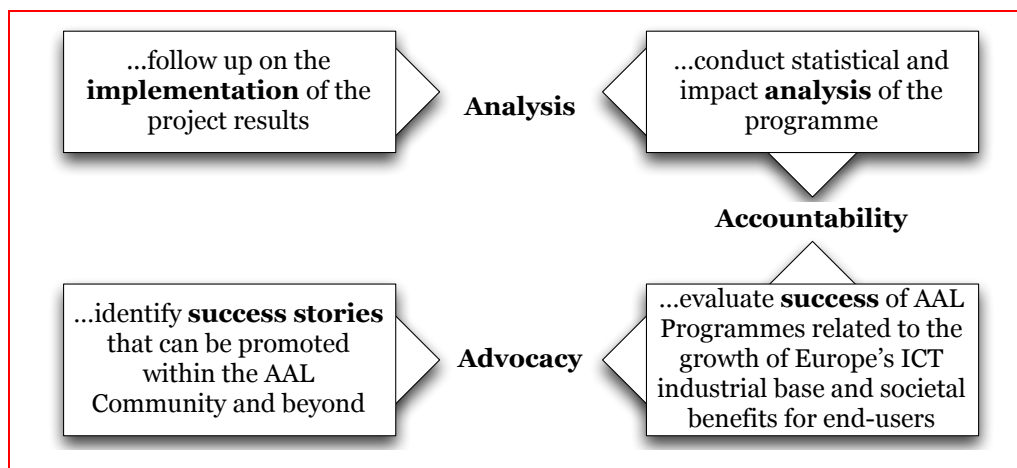 ...follow up on the
implementation of the
project results
Analysis
...conduct statistical and
impact analysis of the
programme
Accountability
...identify success stories
that can be promoted
within the AAL
Community and beyond
Advocacy
...evaluate success of AAL
Programmes related to the
growth of Europe’s ICT
industrial base and societal
benefits for end-users